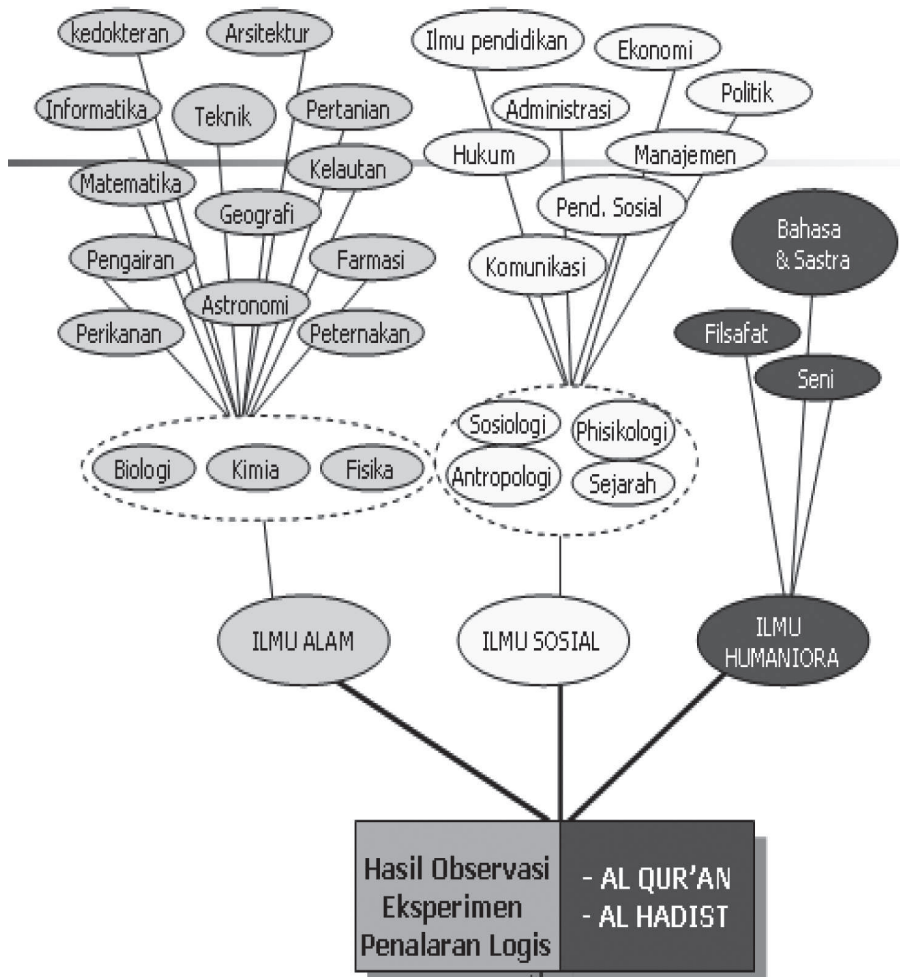 kedokteran
Arsitektur
Ilmu pendidikan
Ekonomi
Informatika
Teknik
Pertanian
Administrasi
Politik
Hukum
Manajemen
Matematika
Kelautan
Geografi
Pend. Sosial
Bahasa
& Sastra
Pengairan
Farmasi
Komunikasi
Astronomi
Perikanan
Peternakan
Filsafat
Seni
Sosiologi
Phisikologi
Biologi
Kimia
Fisika
Antropologi
Sejarah
ILMU ALAM
ILMU SOSIAL
ILMU
HUMANIORA
Hasil Observasi
Eksperimen
Penalaran Logis
- AL QUR'AN
- AL HADIST